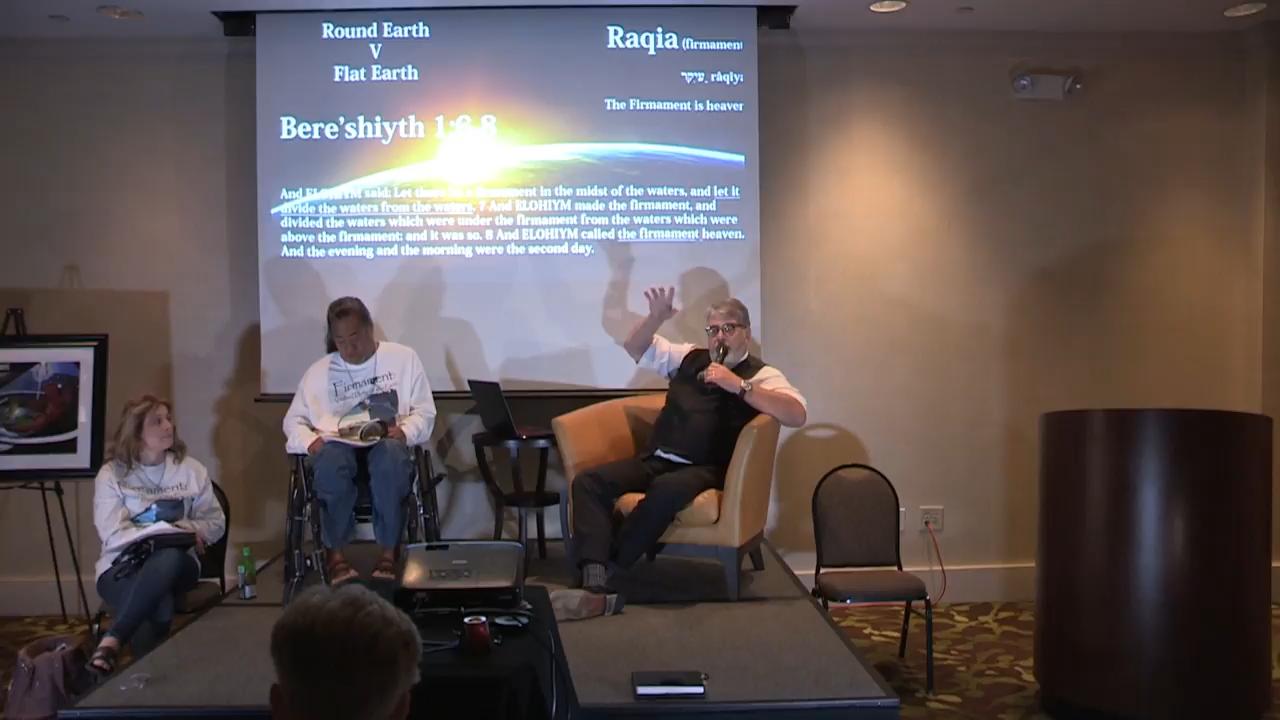 Round Earth
V
Flat Earth
Raqia (firmament
רקיע, râqîya
The Firmament is heaven
Bere'shiyth 1:6-8
And ELOHIYM said: Let there be a firmament in the midst of the waters, and let it
divide the waters from the waters. 7 And ELOHIYM made the firmament, and
divided the waters which were under the firmament from the waters which were
above the firmament: and it was so. 8 And ELOHIYM called the firmament heaven.
And the evening and the morning were the second day.
Firmament:
Firmament: